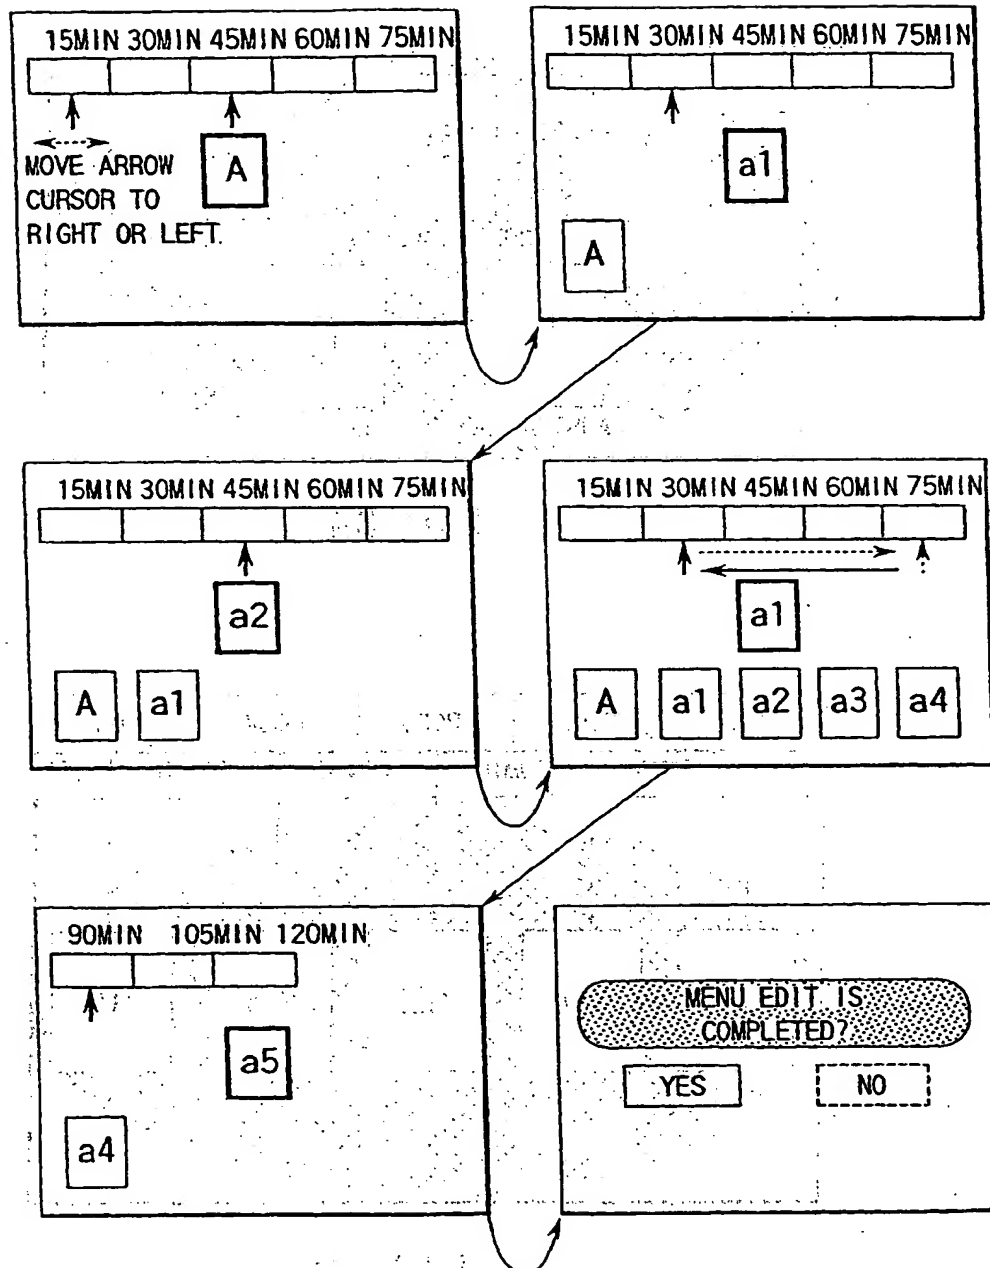 15MIN 30MIN 45MIN 60MIN 75MIN
MOVE ARROW
CURSOR TO
RIGHT OR LEFT.
A
15MIN 30MIN 45MIN 60MIN 75MIN
a1
A
15MIN 30MIN 45MIN 60MIN 75MIN
a2
A a1
15MIN 30MIN 45MIN 60MIN 75MIN
a1
A a1 a2 a3 a4
90MIN 105MIN 120MIN
a5
a4
MENU EDIT IS
COMPLETED?
YES NO